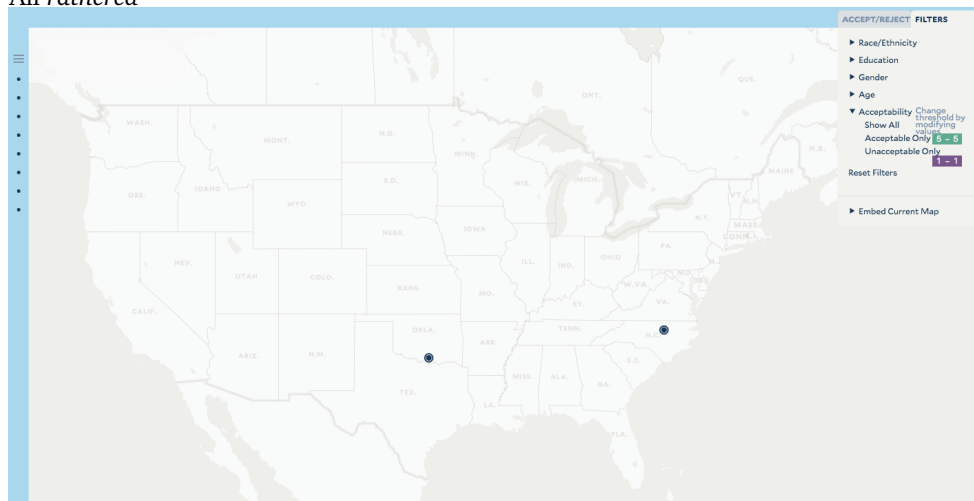 All rathered
ACCEPT/REJECT FILTERS
▶ Race/Ethnicity
▶ Education
▶ Gender
▶ Age
▼ Acceptability Change threshold by modifying values
Show All
Acceptable Only 5 – 5
Unacceptable Only
1 – 1
Reset Filters
▶ Embed Current Map
QUE.
ONT.
N.B.
WASH.
MONT.
N.D.
MINN.
MAINE
ORE.
IDAHO
S.D.
WIS.
MICH.
VT.
N.H.
WYO.
N.Y.
MASS.
CONN.
NEBR.
IOWA
PA.
NEV.
UTAH
COLO.
ILL.
IND.
OHIO
N.J.
MD.
DEL.
CALIF.
KANS.
MO.
W.VA.
VA.
KY.
ARIZ.
N.M.
OKLA.
ARK.
TENN.
N.C.
S.C.
TEX.
MISS.
ALA.
GA.
LA.
FLA.